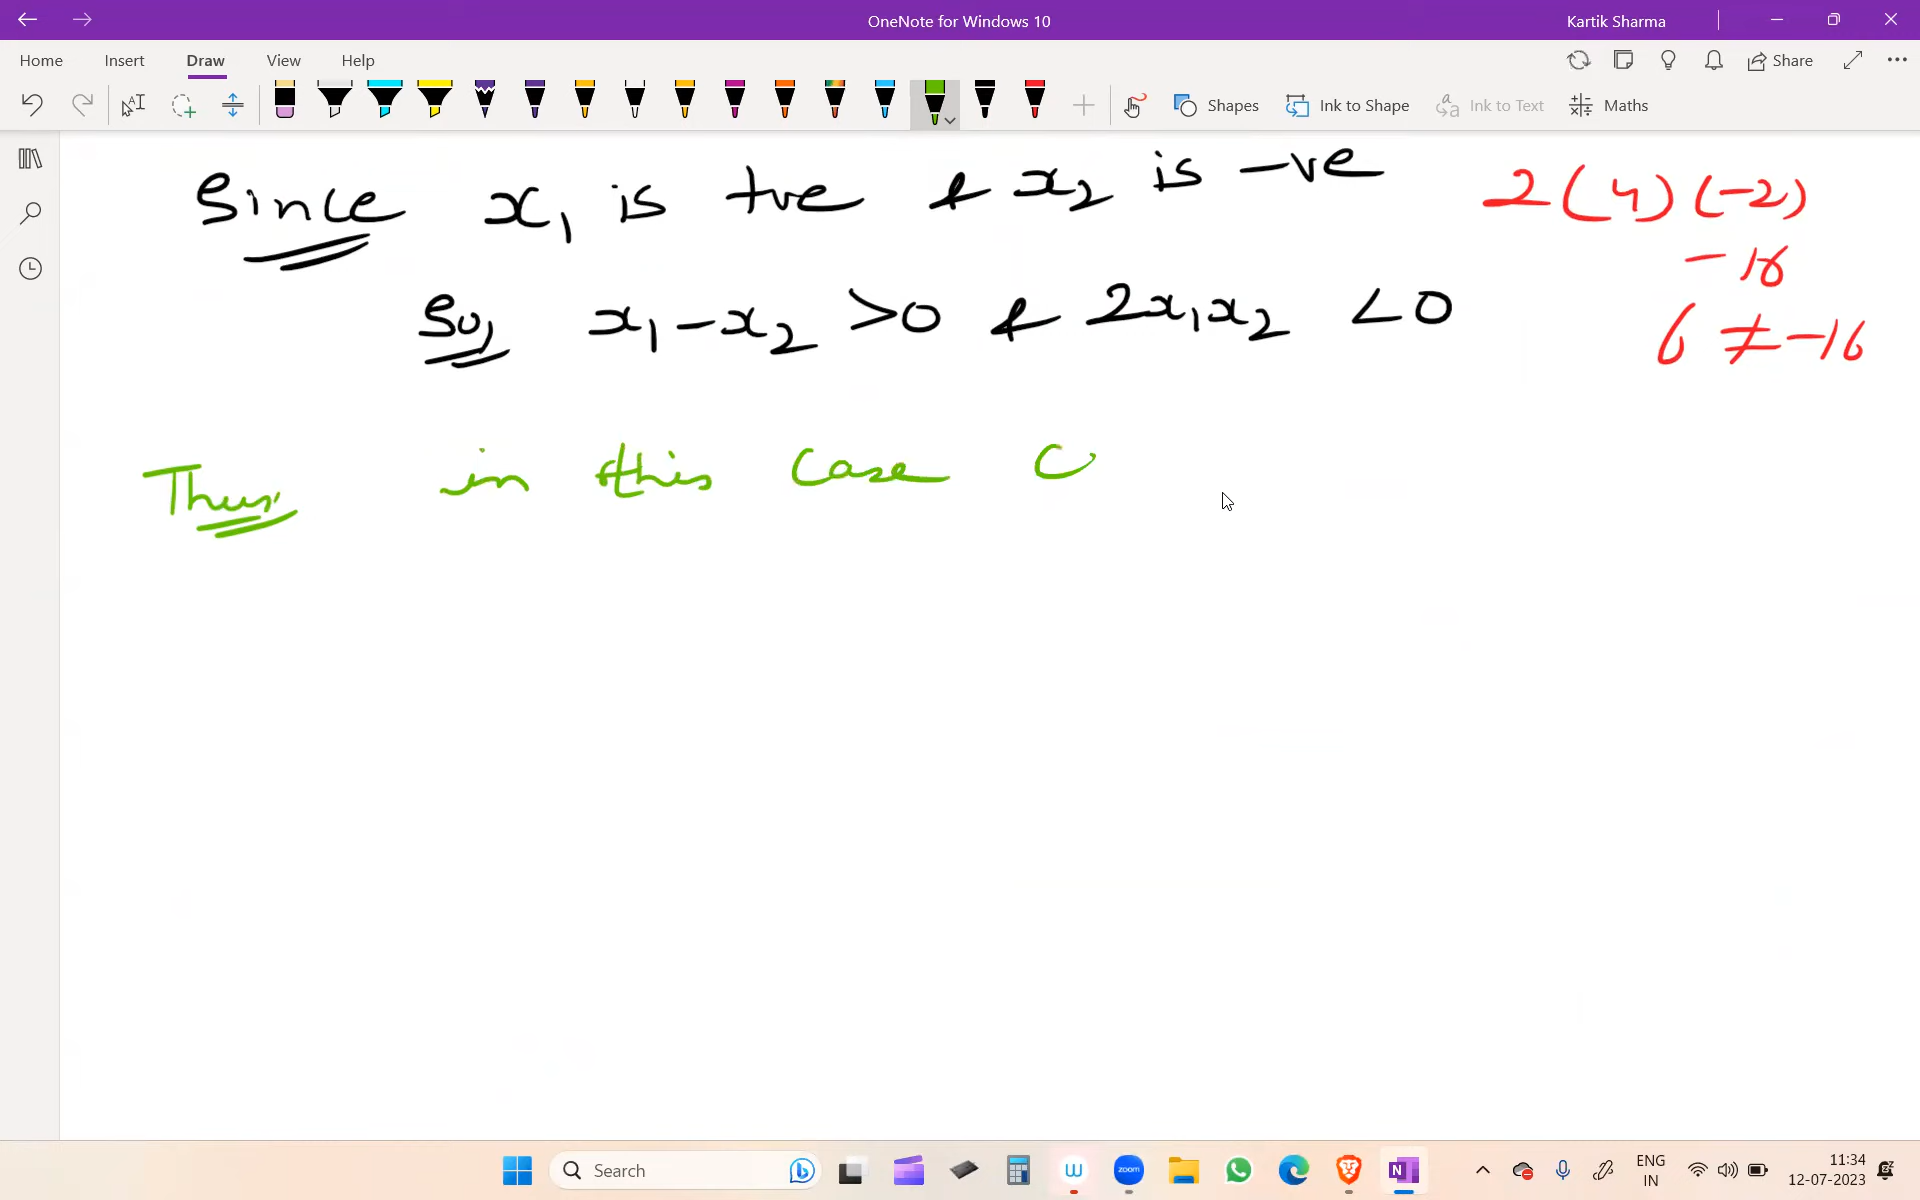 OneNote for Windows 10
Kartik Sharma
Home Insert Draw View Help
Share
Shapes Ink to Shape Ink to Text Maths
Since x₁ is +ve & x₂ is -ve
2(4)(-2)
-16
So, x₁-x₂ >0 & 2x₁x₂ <0
6 ≠ -16
Thus, in this case C
Search
zoom
ENG
IN
11:34
12-07-2023